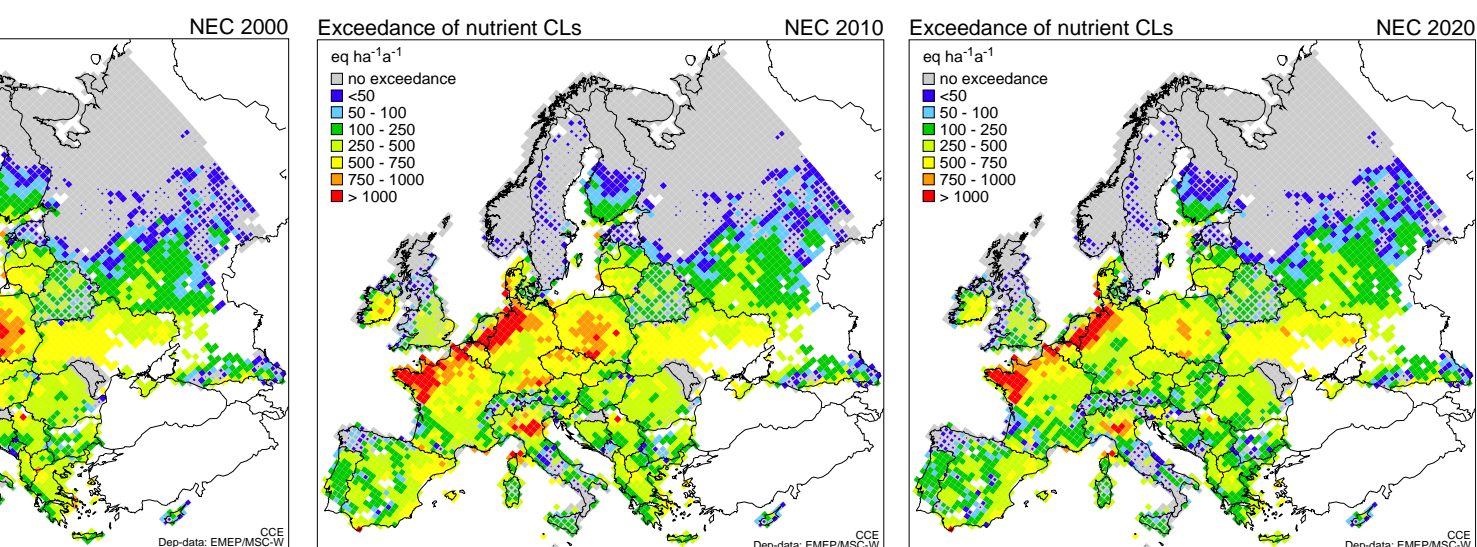 NEC 2000
CCE
Dep-data: EMEP/MSC-W
Exceedance of nutrient CLs NEC 2010
eq ha-1a-1
no exceedance
<50
50 - 100
100 - 250
250 - 500
500 - 750
750 - 1000
> 1000
CCE
Dep-data: EMEP/MSC-W
Exceedance of nutrient CLs NEC 2020
eq ha-1a-1
no exceedance
<50
50 - 100
100 - 250
250 - 500
500 - 750
750 - 1000
> 1000
CCE
Dep-data: EMEP/MSC-W